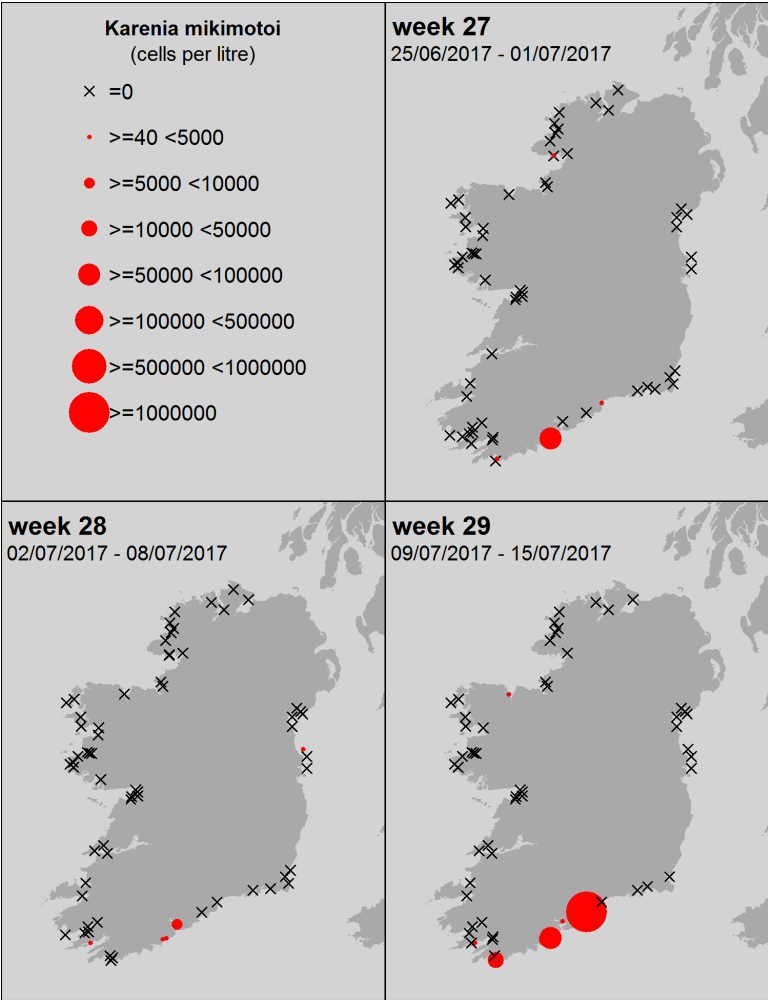 Karenia mikimotoi
(cells per litre)
=0
>=40 <5000
>=5000 <10000
>=10000 <50000
>=50000 <100000
>=100000 <500000
>=500000 <1000000
>=1000000
week 27
25/06/2017 - 01/07/2017
week 28
02/07/2017 - 08/07/2017
week 29
09/07/2017 - 15/07/2017